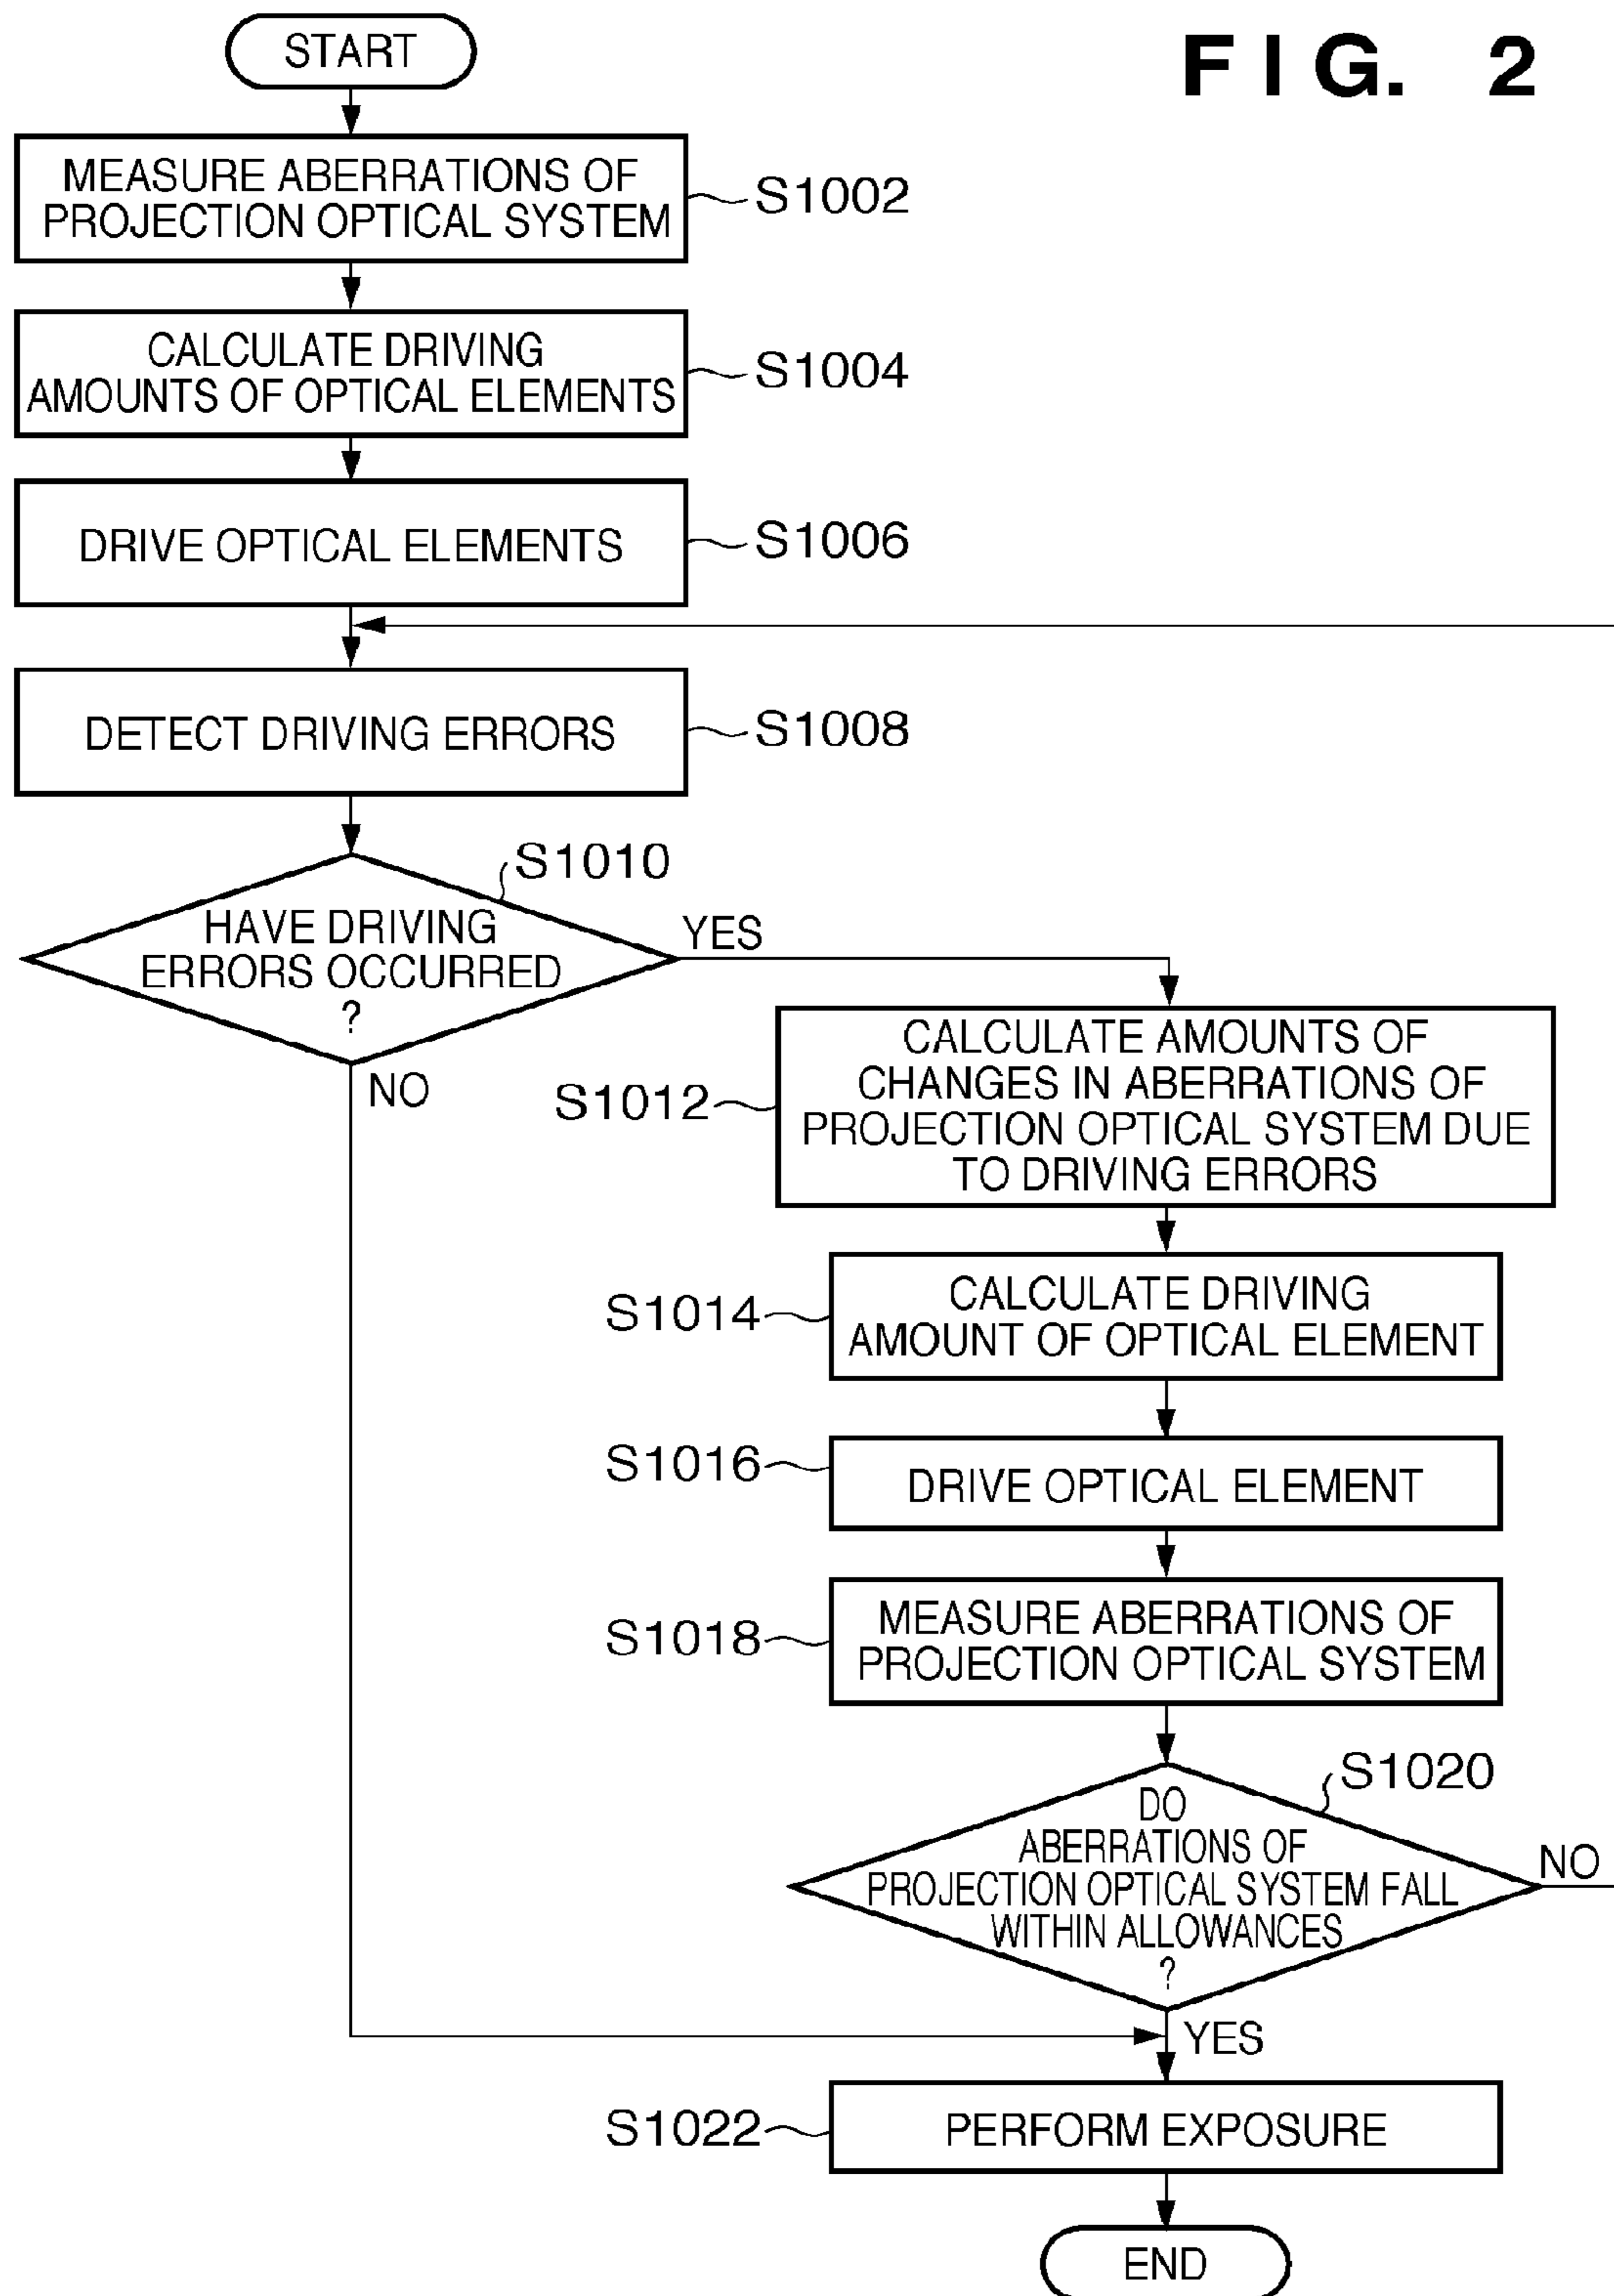 FIG. 2
START
MEASURE ABERRATIONS OF
PROJECTION OPTICAL SYSTEM
S1002
CALCULATE DRIVING
AMOUNTS OF OPTICAL ELEMENTS
S1004
DRIVE OPTICAL ELEMENTS
S1006
DETECT DRIVING ERRORS
S1008
S1010
HAVE DRIVING
ERRORS OCCURRED
?
YES
NO
S1012
CALCULATE AMOUNTS OF
CHANGES IN ABERRATIONS OF
PROJECTION OPTICAL SYSTEM DUE
TO DRIVING ERRORS
S1014
CALCULATE DRIVING
AMOUNT OF OPTICAL ELEMENT
S1016
DRIVE OPTICAL ELEMENT
S1018
MEASURE ABERRATIONS OF
PROJECTION OPTICAL SYSTEM
S1020
DO
ABERRATIONS OF
PROJECTION OPTICAL SYSTEM FALL
WITHIN ALLOWANCES
?
NO
YES
S1022
PERFORM EXPOSURE
END